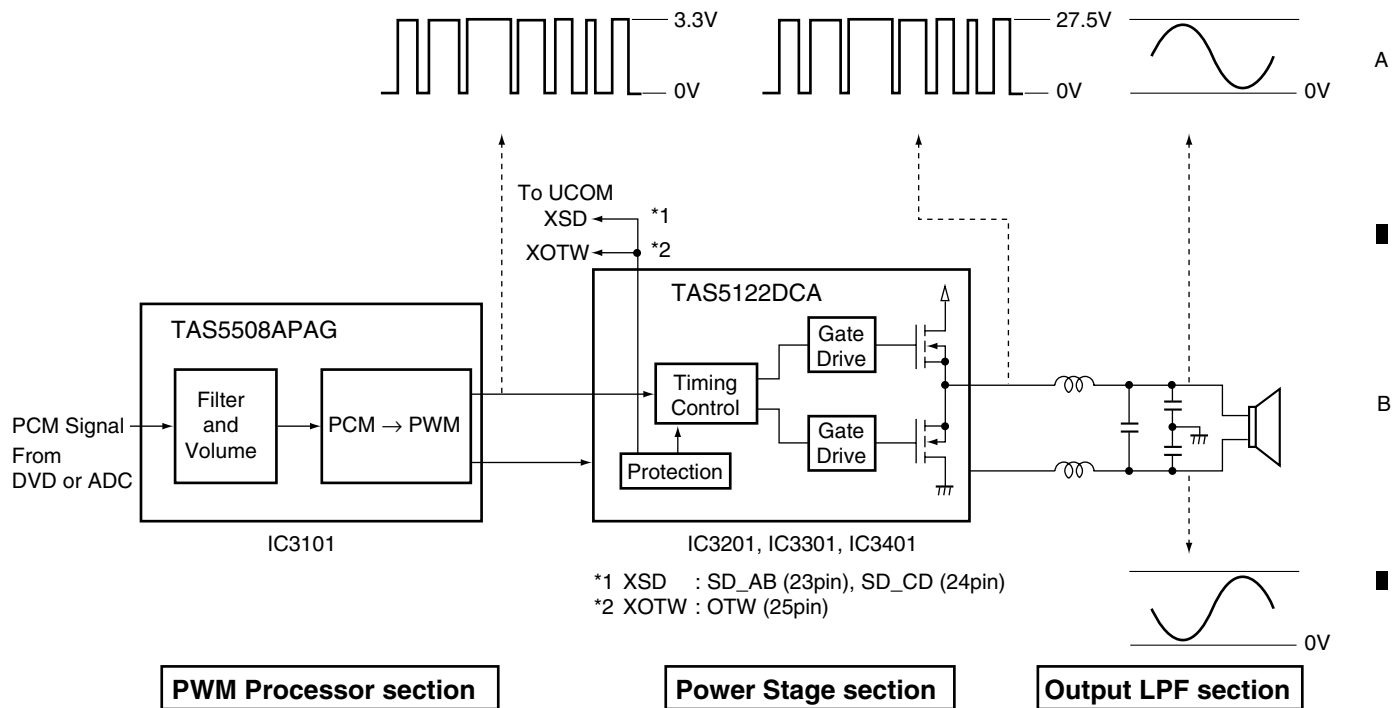 3.3V
0V
27.5V
0V
0V
A
To UCOM
XSD
*1
XOTW
*2
TAS5508APAG
Filter
and
Volume
PCM → PWM
PCM Signal
From
DVD or ADC
IC3101
TAS5122DCA
Timing
Control
Protection
Gate
Drive
Gate
Drive
IC3201, IC3301, IC3401
B
*1 XSD : SD_AB (23pin), SD_CD (24pin)
*2 XOTW : OTW (25pin)
0V
PWM Processor section
Power Stage section
Output LPF section